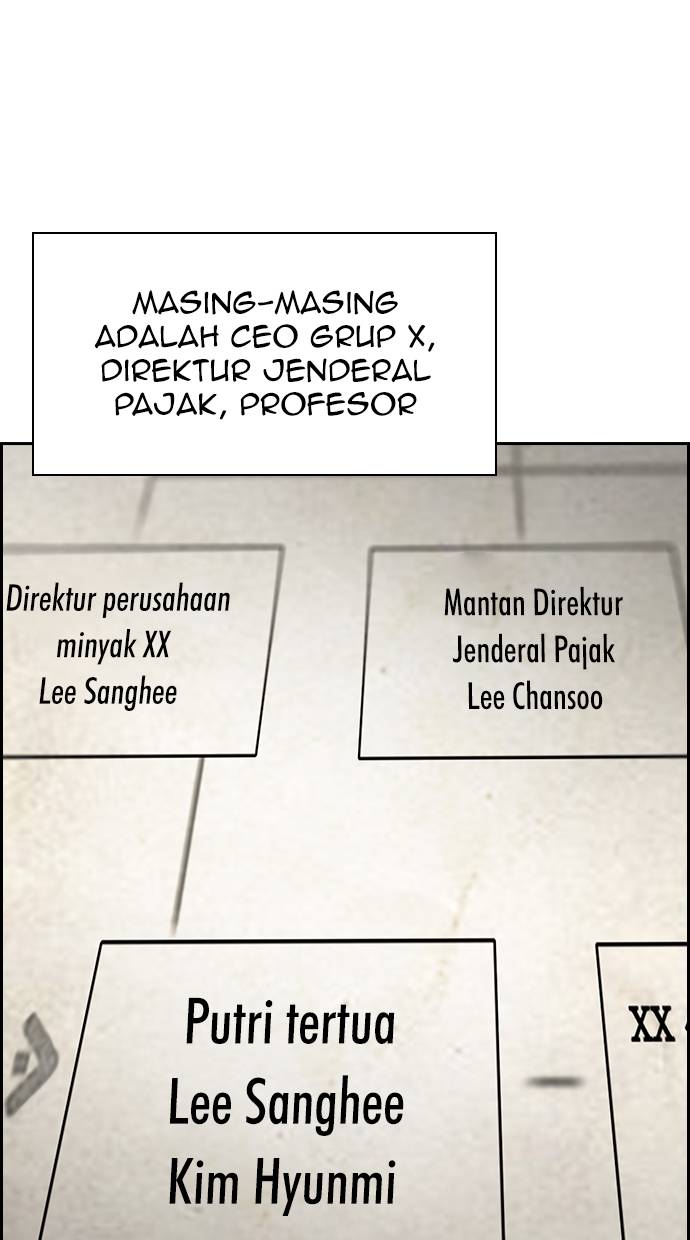 MASING-MASING
ADALAH CEO GRUP X,
DIREKTUR JENDERAL
PAJAK, PROFESOR
Direktur perusahaan
minyak XX
Lee Sanghee
Mantan Direktur
Jenderal Pajak
Lee Chansoo
Putri tertua
Lee Sanghee
Kim Hyunmi
XX